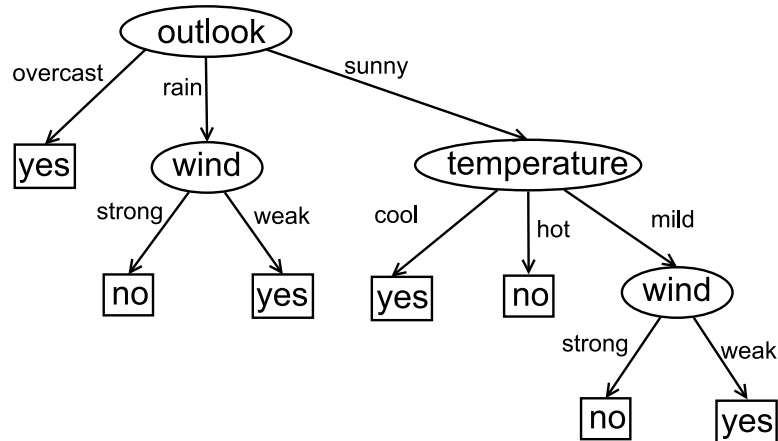 outlook
overcast
rain
sunny
yes
wind
temperature
strong
weak
cool
hot
mild
no
yes
yes
no
wind
strong
weak
no
yes